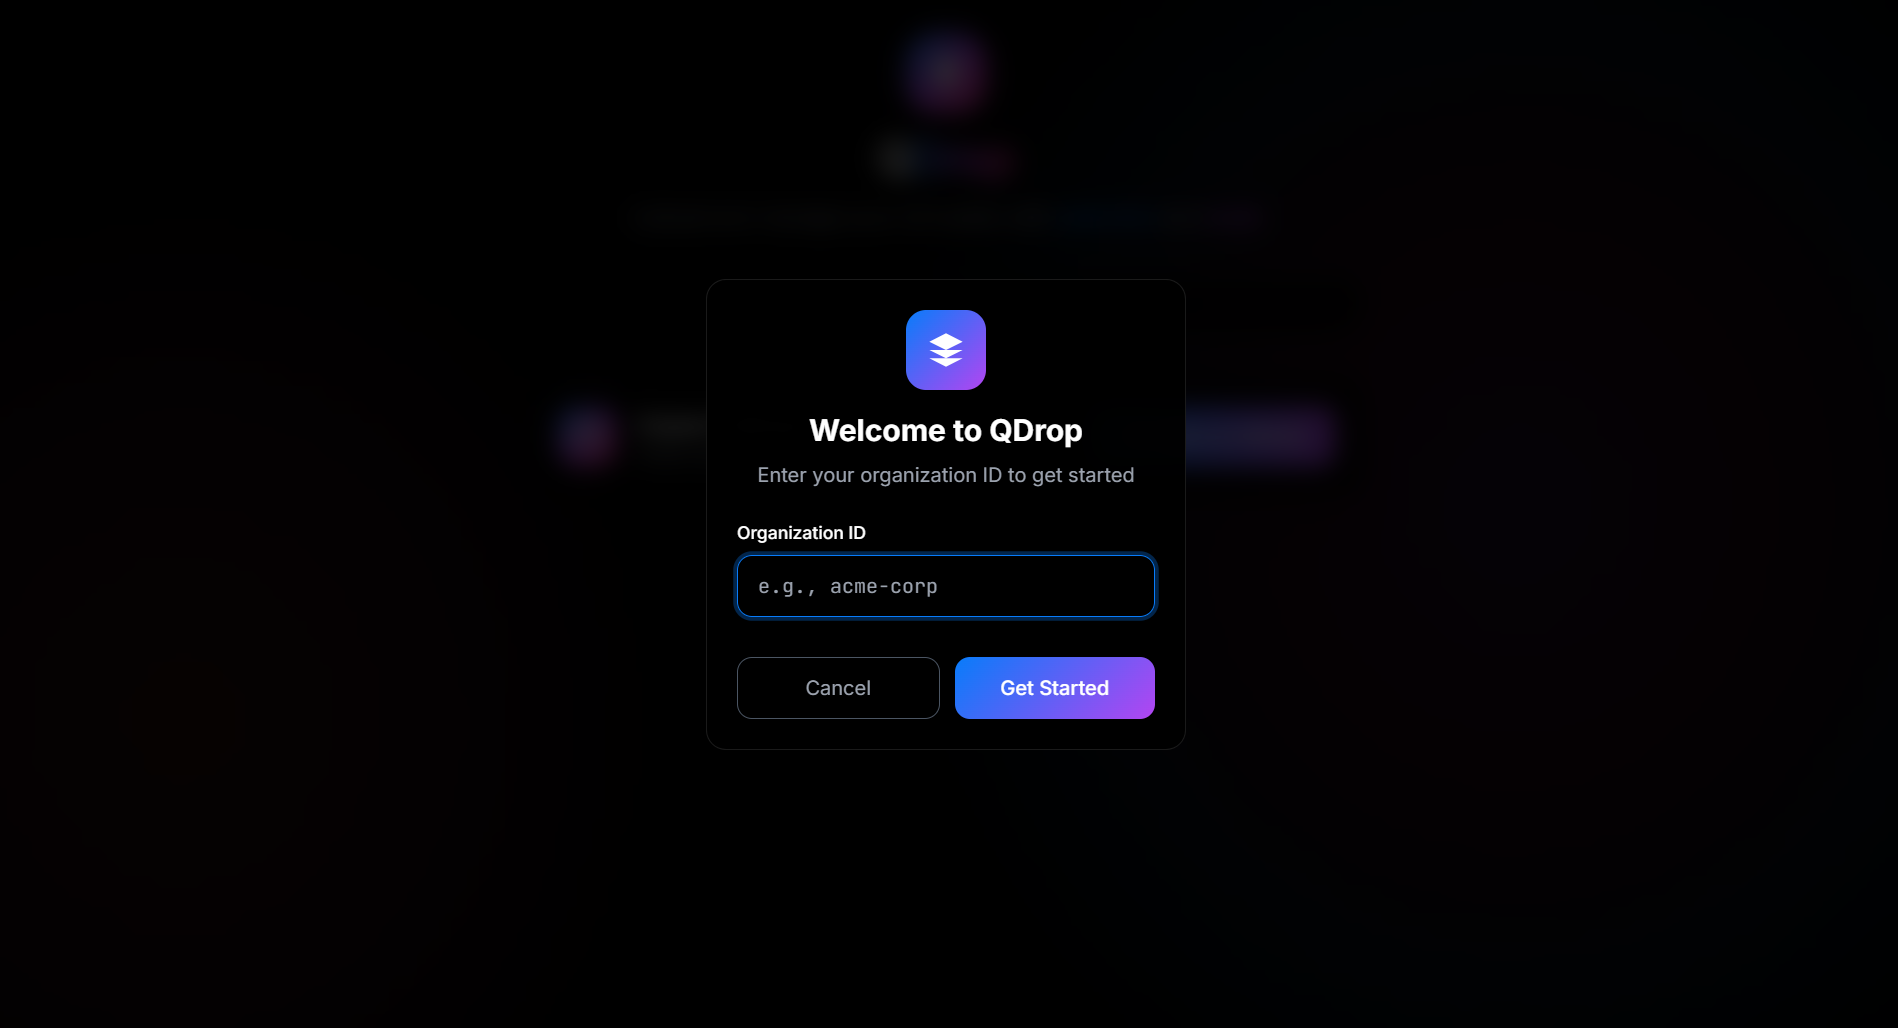 Welcome to QDrop
Enter your organization ID to get started
Organization ID
e.g., acme-corp
Cancel
Get Started